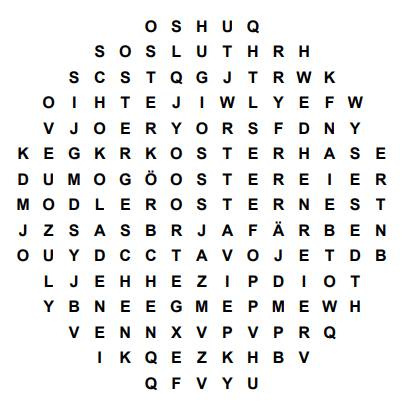 O S H U Q
S O S L U T H R H
S C S T Q G J T R W K
O I H T E J I W L Y E F W
V J O E R Y O R S F D N Y
K E G K R K O S T E R H A S E
D U M O G Ö O S T E R E I E R
M O D L E R O S T E R N E S T
J Z S A S B R J A F Ä R B E N
O U Y D C C T A V O J E T D B
L J E H H E Z I P D I O T
Y B N E E G M E P M E W H
V E N N X V P V P R Q
I K Q E Z K H B V
Q F V Y U